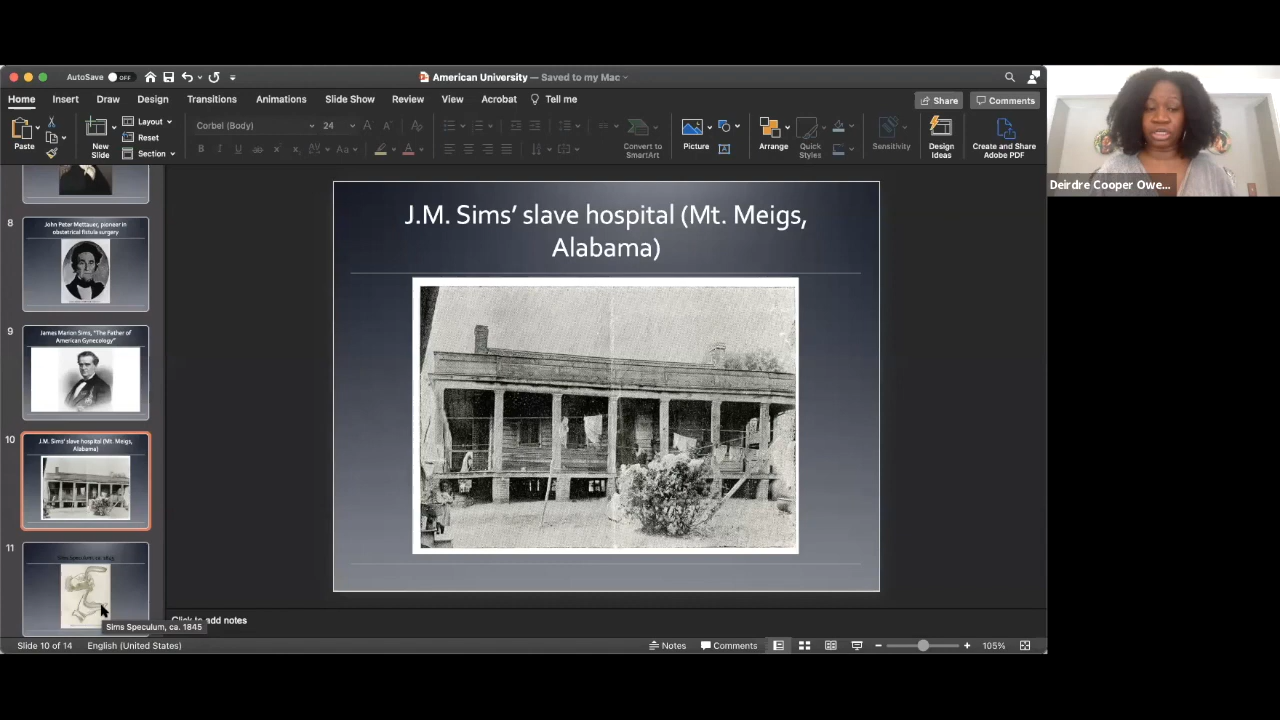 AutoSave OFF
American University — Saved to my Mac
Home Insert Draw Design Transitions Animations Slide Show Review View Acrobat Tell me
Share Comments
Paste
New Slide
Layout
Reset
Section
Corbel (Body) 24
Convert to SmartArt
Picture
Arrange
Quick Styles
Sensitivity
Design Ideas
Create and Share Adobe PDF
8
John Peter Mettauer, pioneer in
obstetrical fistula surgery
9
James Marion Sims, "The Father of
American Gynecology"
10
J.M. Sims' slave hospital (Mt. Meigs,
Alabama)
11
Sims Speculum, ca. 1845
J.M. Sims' slave hospital (Mt. Meigs,
Alabama)
Deirdre Cooper Owe...
Click to add notes
Sims Speculum, ca. 1845
Slide 10 of 14 English (United States) Notes Comments 105%